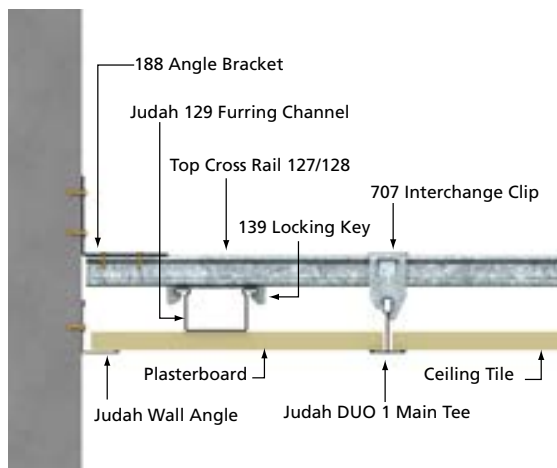 188 Angle Bracket
Judah 129 Furring Channel
Top Cross Rail 127/128
707 Interchange Clip
139 Locking Key
Plasterboard
Ceiling Tile
Judah Wall Angle
Judah DUO 1 Main Tee